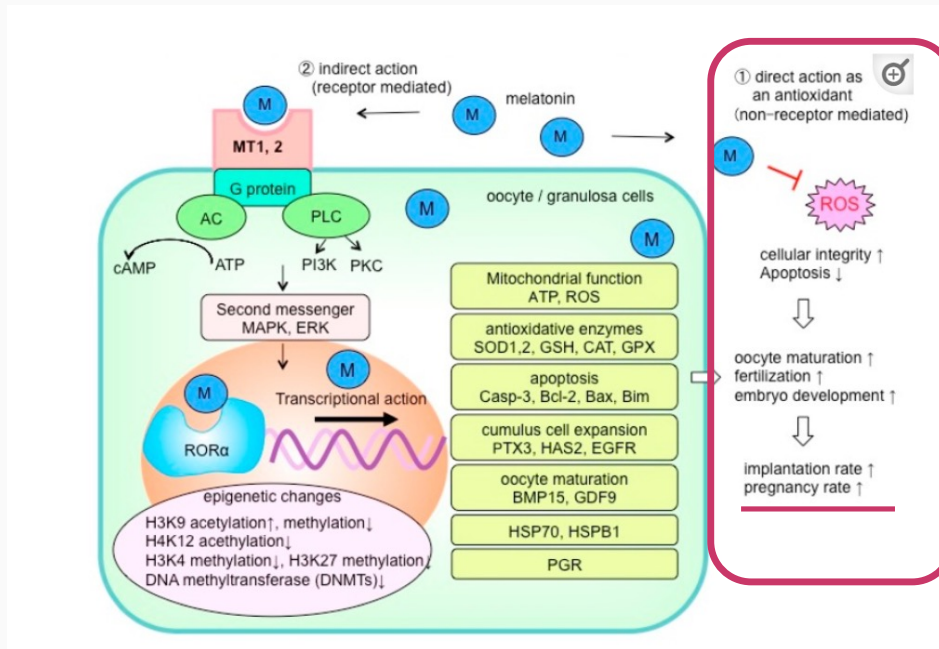 ② indirect action
(receptor mediated)
M
MT1, 2
G protein
AC
PLC
cAMP
ATP
PI3K
PKC
Second messenger
MAPK, ERK
M
melatonin
M
M
oocyte / granulosa cells
M
M
Transcriptional action
M
RORα
epigenetic changes
H3K9 acetylation↑, methylation↓
H4K12 acethylation↓
H3K4 methylation↓, H3K27 methylation↓
DNA methyltransferase (DNMTs)↓
Mitochondrial function
ATP, ROS
antioxidative enzymes
SOD1,2, GSH, CAT, GPX
apoptosis
Casp-3, Bcl-2, Bax, Bim
cumulus cell expansion
PTX3, HAS2, EGFR
oocyte maturation
BMP15, GDF9
HSP70, HSPB1
PGR
① direct action as
an antioxidant
(non-receptor mediated)
M
ROS
cellular integrity ↑
Apoptosis ↓
oocyte maturation ↑
fertilization ↑
embryo development ↑
implantation rate ↑
pregnancy rate ↑